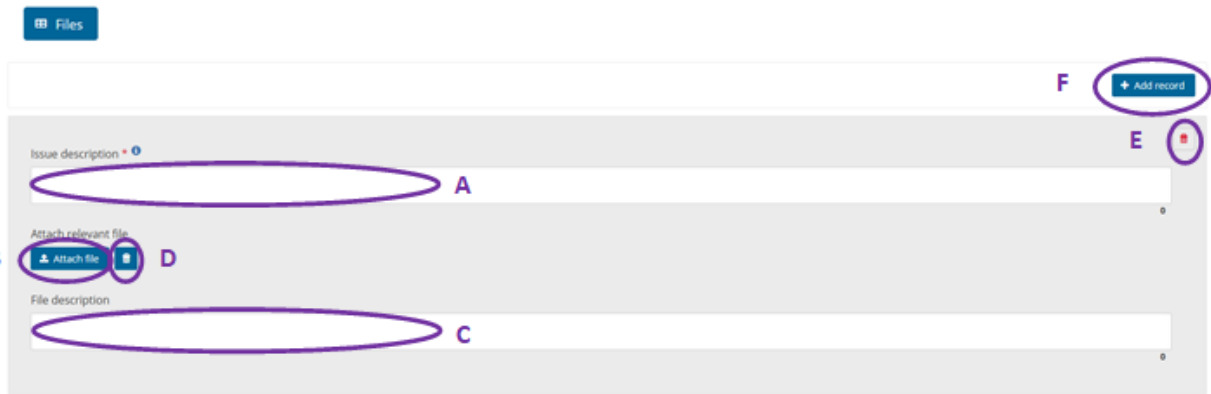 Files
F
+ Add record
E
Issue description *
A
0
Attach relevant file
Attach file
D
File description
C
0